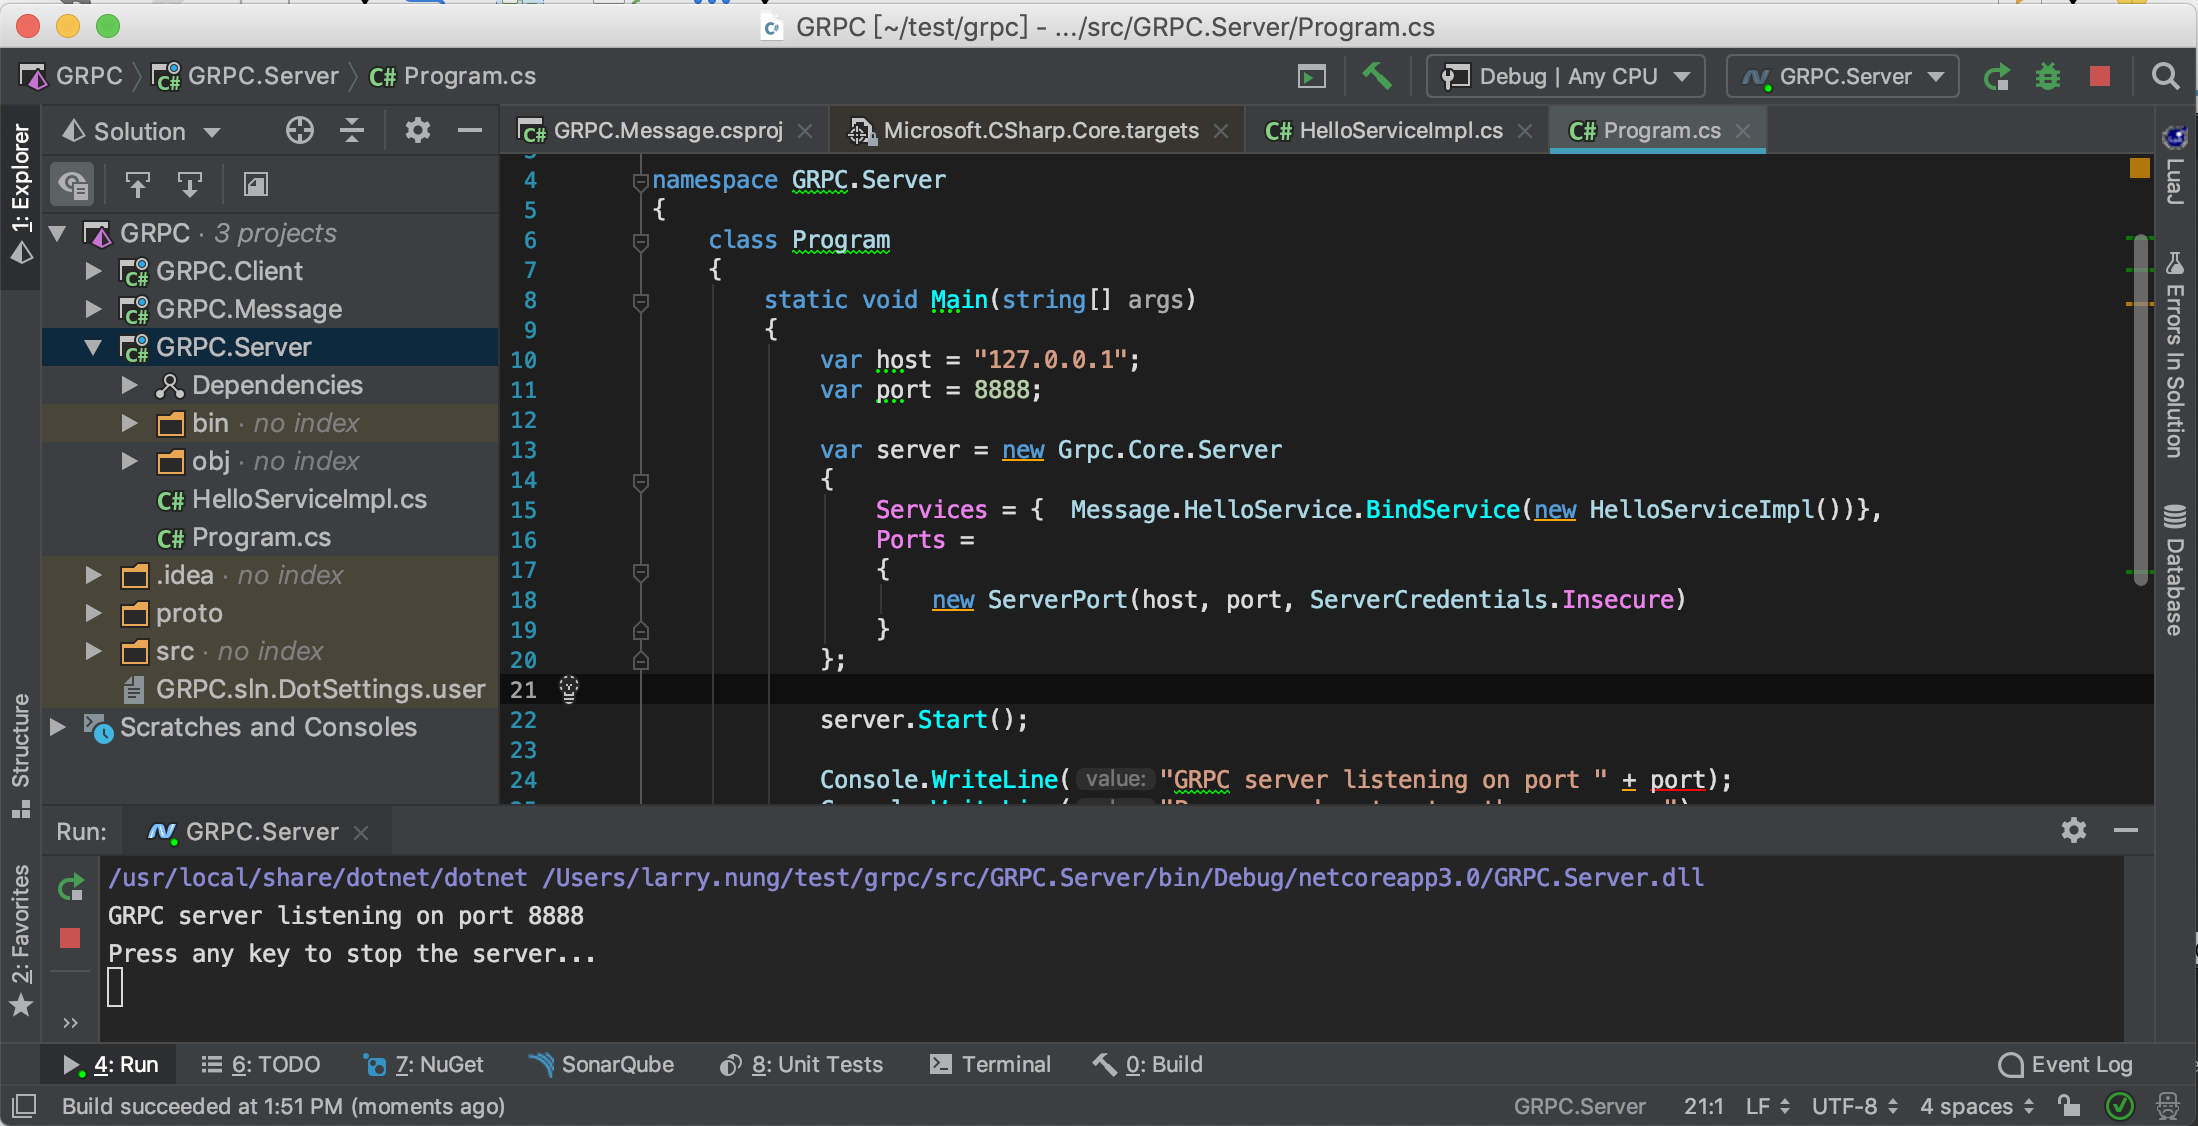 GRPC [~/test/grpc] - .../src/GRPC.Server/Program.cs
GRPC GRPC.Server C# Program.cs
Debug | Any CPU GRPC.Server
1: Explorer
Solution
GRPC.Message.csproj Microsoft.CSharp.Core.targets C# HelloServiceImpl.cs C# Program.cs
GRPC · 3 projects
C# GRPC.Client
C# GRPC.Message
C# GRPC.Server
Dependencies
bin · no index
obj · no index
C# HelloServiceImpl.cs
C# Program.cs
.idea · no index
proto
src · no index
GRPC.sln.DotSettings.user
Scratches and Consoles
4 namespace GRPC.Server
5 {
6 class Program
7 {
8 static void Main(string[] args)
9 {
10 var host = "127.0.0.1";
11 var port = 8888;
12
13 var server = new Grpc.Core.Server
14 {
15 Services = { Message.HelloService.BindService(new HelloServiceImpl())},
16 Ports =
17 {
18 new ServerPort(host, port, ServerCredentials.Insecure)
19 }
20 };
21
22 server.Start();
23
24 Console.WriteLine( value: "GRPC server listening on port " + port);
LuaJ
Errors In Solution
Database
Structure
2: Favorites
Run: GRPC.Server
/usr/local/share/dotnet/dotnet /Users/larry.nung/test/grpc/src/GRPC.Server/bin/Debug/netcoreapp3.0/GRPC.Server.dll
GRPC server listening on port 8888
Press any key to stop the server...
4: Run 6: TODO 7: NuGet SonarQube 8: Unit Tests Terminal 0: Build Event Log
Build succeeded at 1:51 PM (moments ago) GRPC.Server 21:1 LF UTF-8 4 spaces